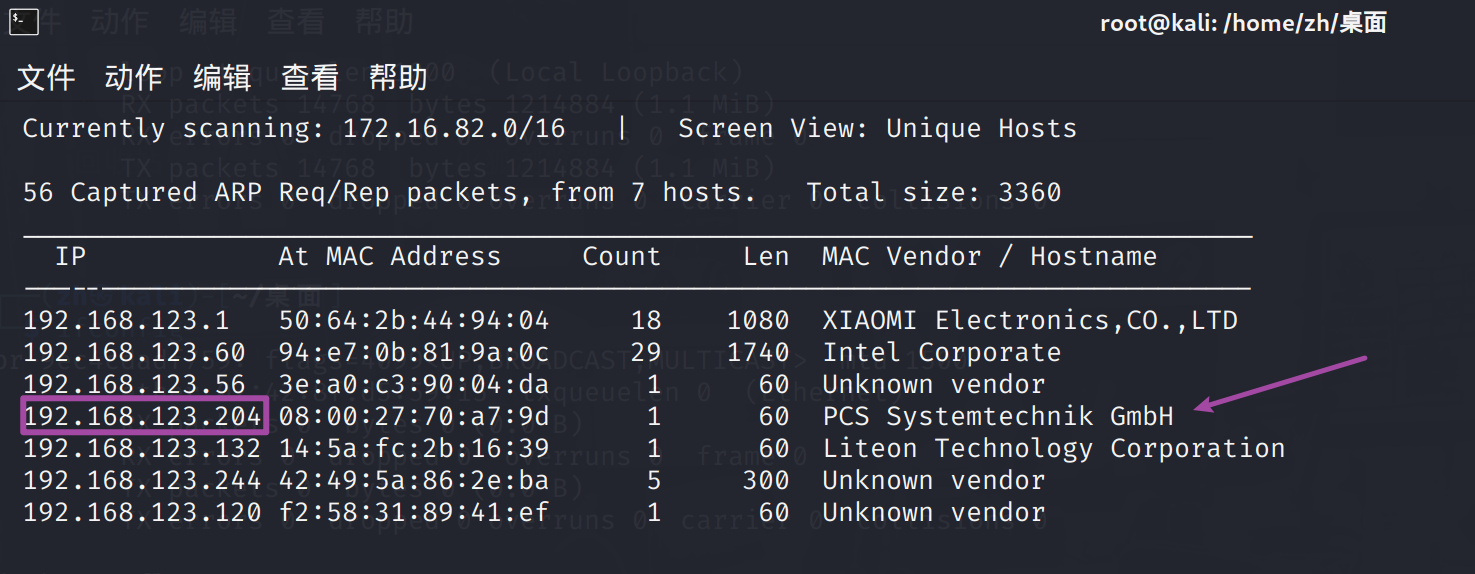 root@kali: /home/zh/桌面
文件 动作 编辑 查看 帮助
Currently scanning: 172.16.82.0/16 | Screen View: Unique Hosts
56 Captured ARP Req/Rep packets, from 7 hosts. Total size: 3360
IP At MAC Address Count Len MAC Vendor / Hostname
192.168.123.1 50:64:2b:44:94:04 18 1080 XIAOMI Electronics,CO.,LTD
192.168.123.60 94:e7:0b:81:9a:0c 29 1740 Intel Corporate
192.168.123.56 3e:a0:c3:90:04:da 1 60 Unknown vendor
192.168.123.204 08:00:27:70:a7:9d 1 60 PCS Systemtechnik GmbH
192.168.123.132 14:5a:fc:2b:16:39 1 60 Liteon Technology Corporation
192.168.123.244 42:49:5a:86:2e:ba 5 300 Unknown vendor
192.168.123.120 f2:58:31:89:41:ef 1 60 Unknown vendor